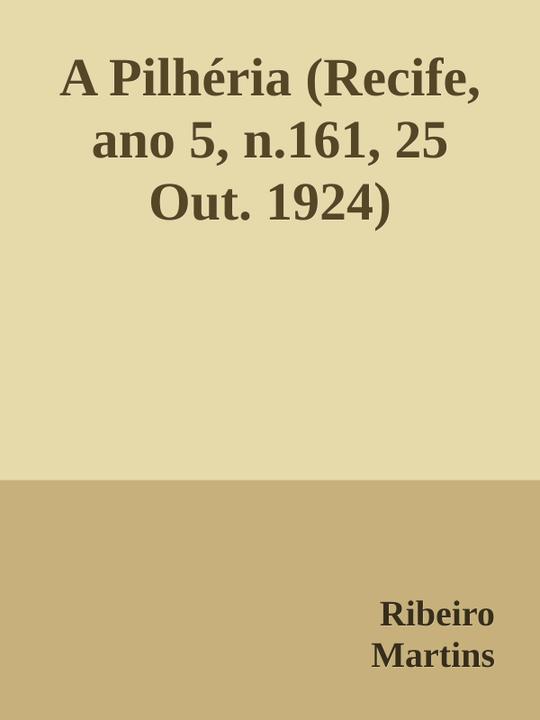 A Pilhéria (Recife,
ano 5, n.161, 25
Out. 1924)
Ribeiro
Martins